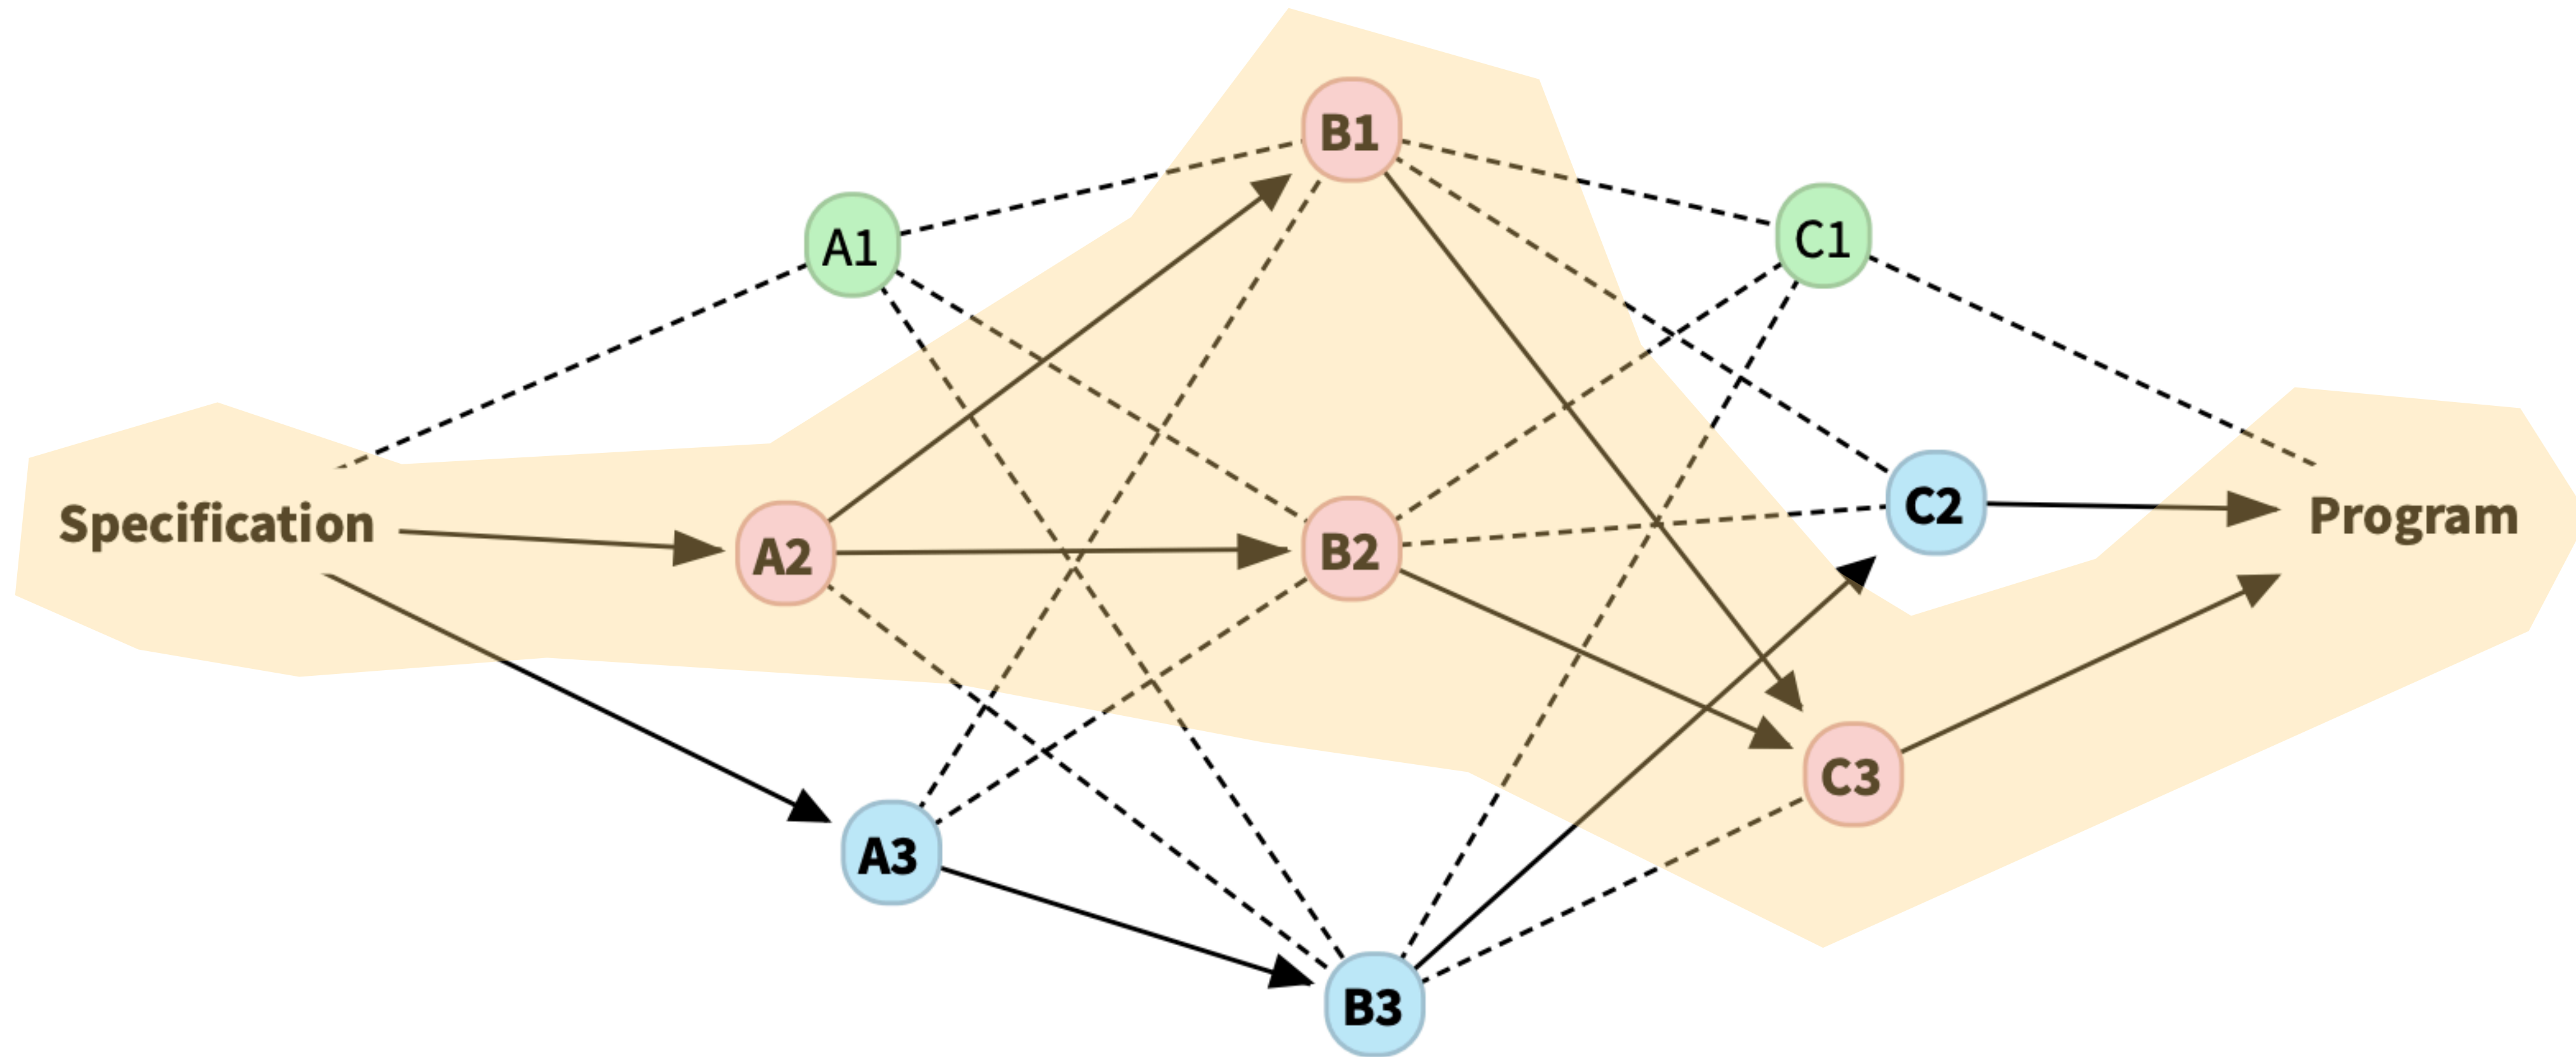 B1
A1
C1
Specification
A2
B2
C2
Program
A3
C3
B3